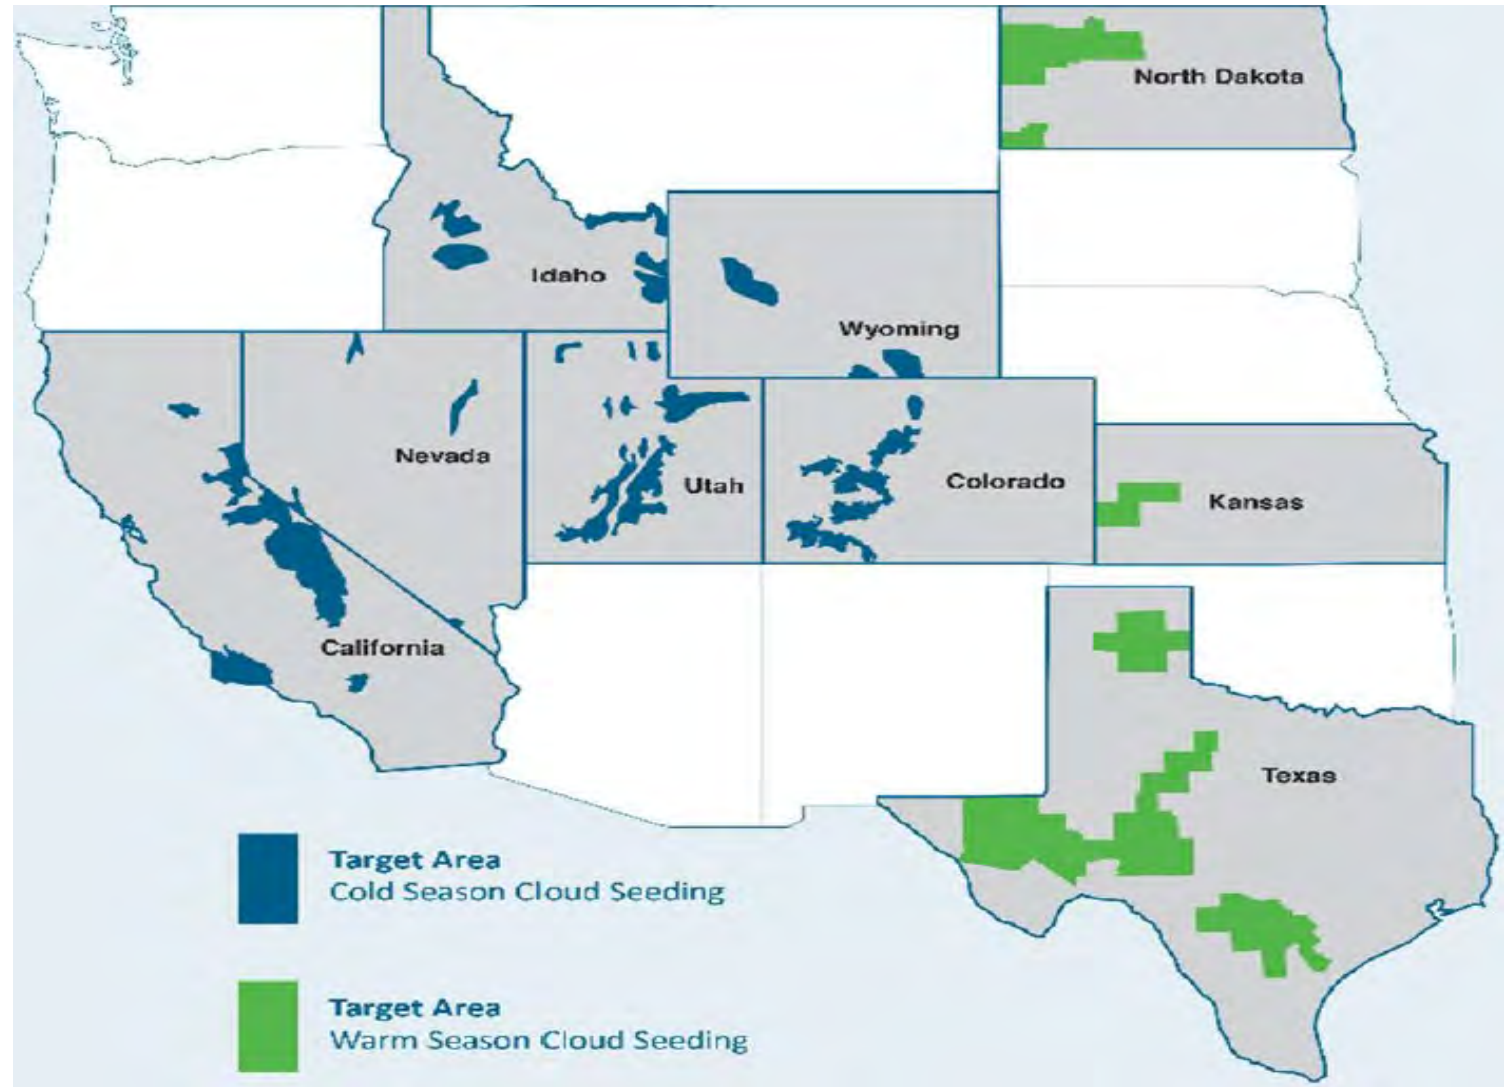 North Dakota
Idaho
Wyoming
Nevada
Utah
Colorado
Kansas
California
Texas
Target Area
Cold Season Cloud Seeding
Target Area
Warm Season Cloud Seeding